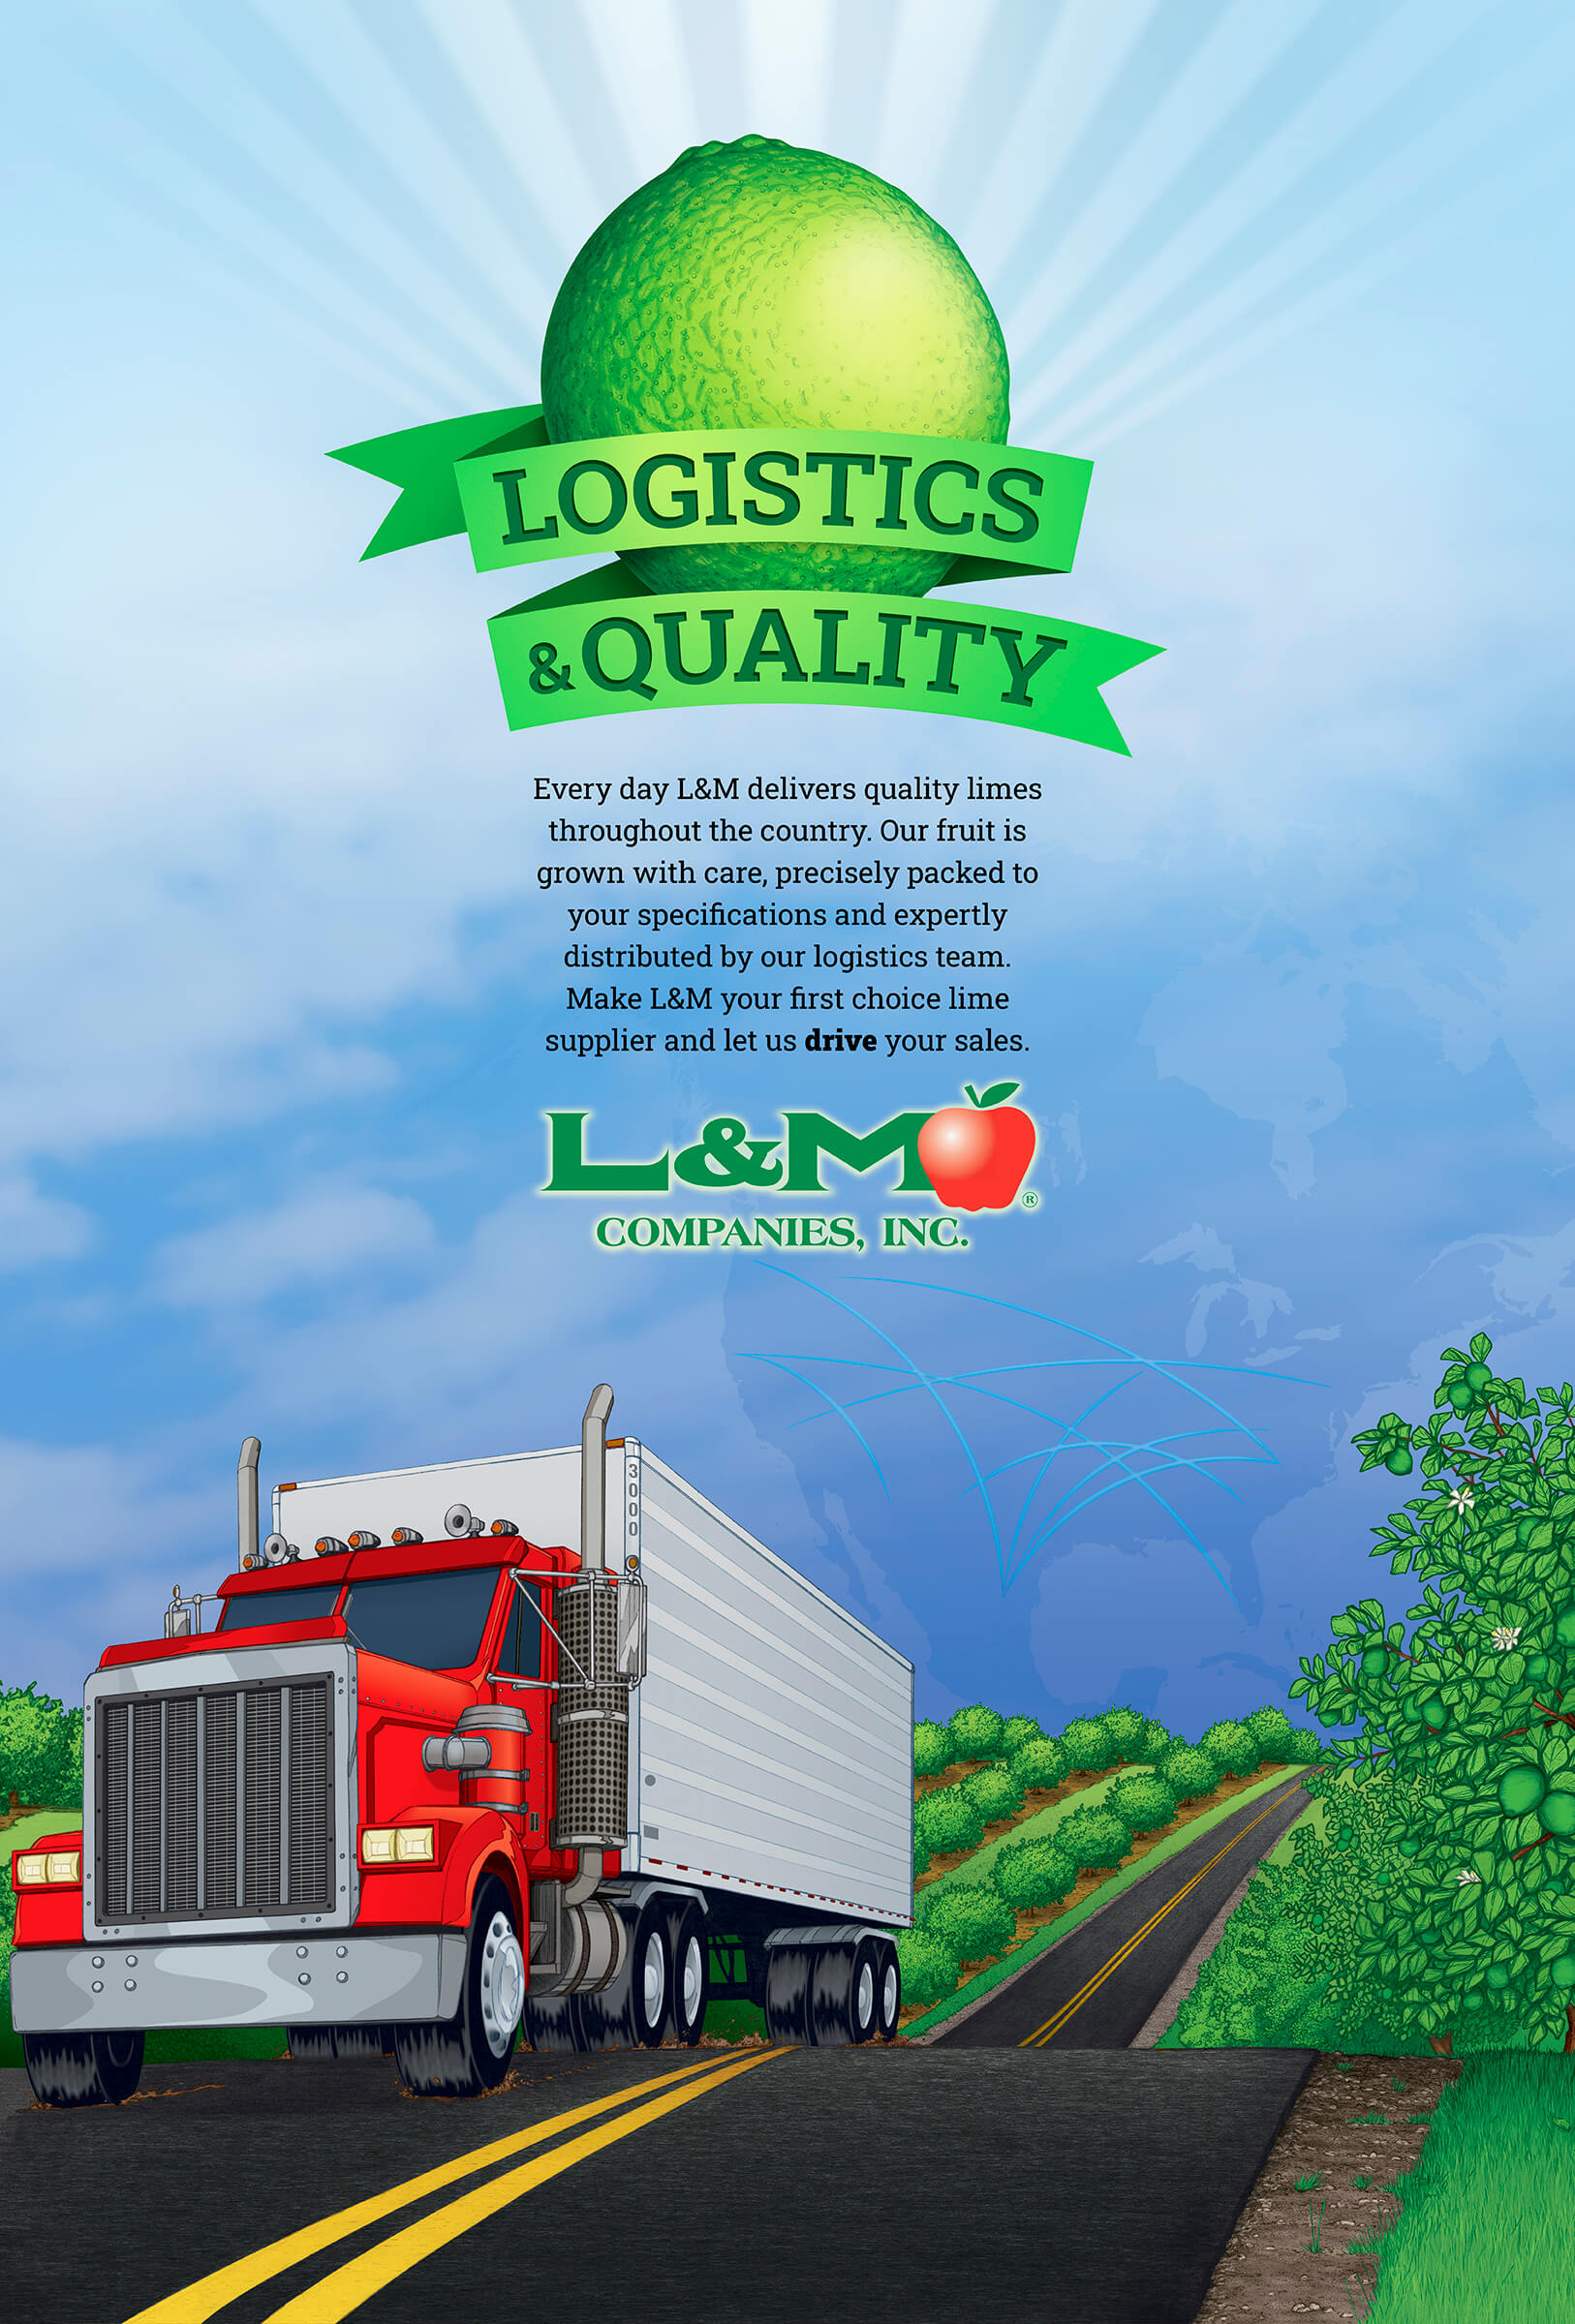 LOGISTICS
& QUALITY
Every day L&M delivers quality limes
throughout the country. Our fruit is
grown with care, precisely packed to
your specifications and expertly
distributed by our logistics team.
Make L&M your first choice lime
supplier and let us drive your sales.
L&M ®
COMPANIES, INC.
3000